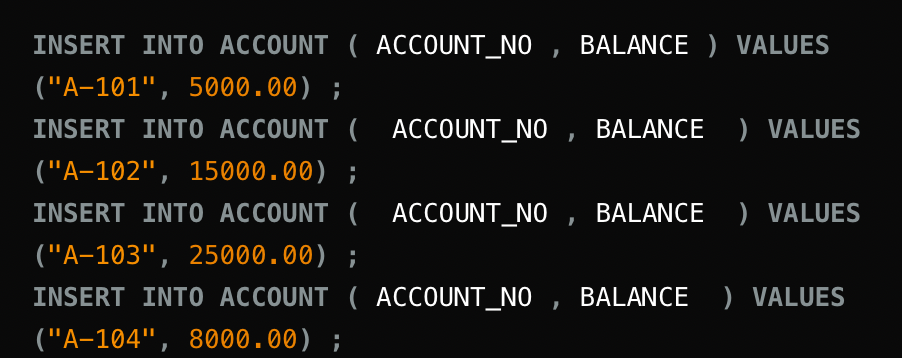 INSERT INTO ACCOUNT ( ACCOUNT_NO , BALANCE ) VALUES
("A-101", 5000.00) ;
INSERT INTO ACCOUNT (  ACCOUNT_NO , BALANCE  ) VALUES
("A-102", 15000.00) ;
INSERT INTO ACCOUNT (  ACCOUNT_NO , BALANCE  ) VALUES
("A-103", 25000.00) ;
INSERT INTO ACCOUNT ( ACCOUNT_NO , BALANCE  ) VALUES
("A-104", 8000.00) ;